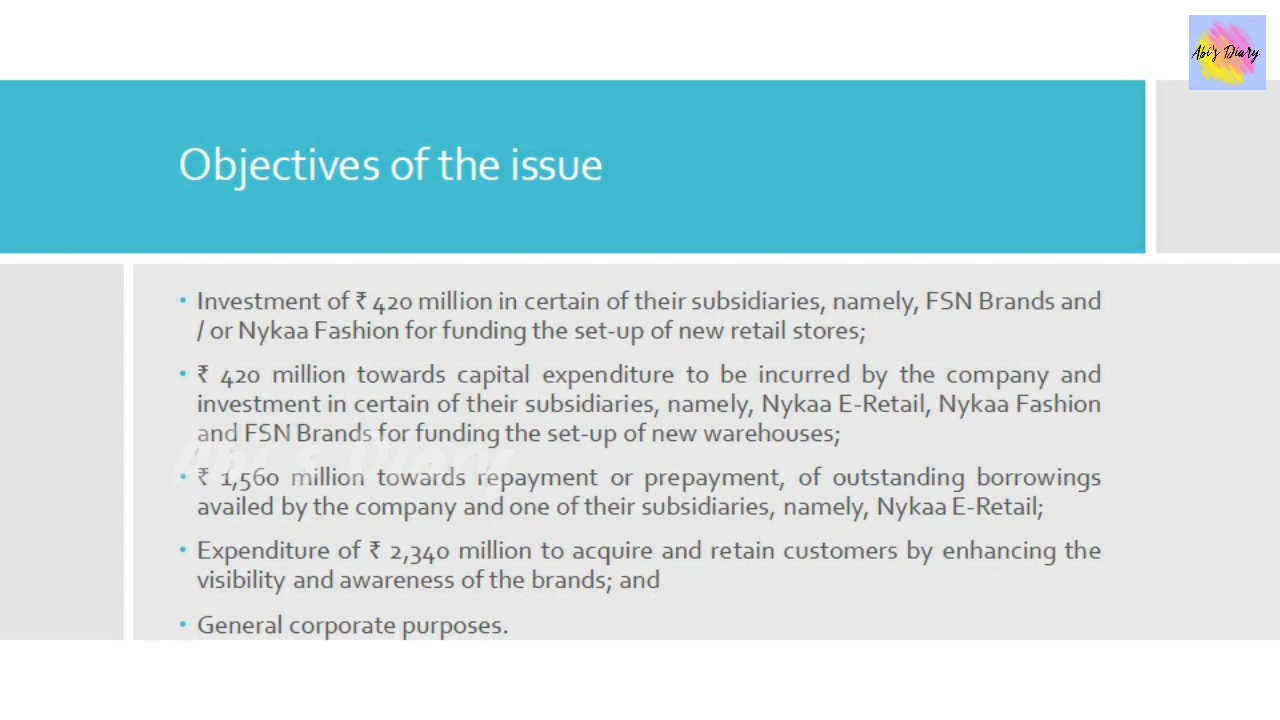 Abi's Diary
Objectives of the issue
• Investment of ₹ 420 million in certain of their subsidiaries, namely, FSN Brands and
/ or Nykaa Fashion for funding the set-up of new retail stores;
• ₹ 420 million towards capital expenditure to be incurred by the company and
investment in certain of their subsidiaries, namely, Nykaa E-Retail, Nykaa Fashion
and FSN Brands for funding the set-up of new warehouses;
Abi's Diary
• ₹ 1,560 million towards repayment or prepayment, of outstanding borrowings
availed by the company and one of their subsidiaries, namely, Nykaa E-Retail;
• Expenditure of ₹ 2,340 million to acquire and retain customers by enhancing the
visibility and awareness of the brands; and
• General corporate purposes.